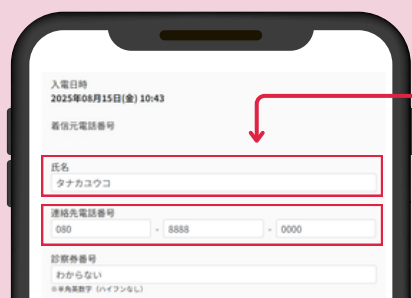 入電日時
2025年08月15日(金) 10:43
着信元電話番号
氏名
タナカユウコ
連絡先電話番号
080 - 8888 - 0000
診察券番号
わからない
※半角英数字 (ハイフンなし)